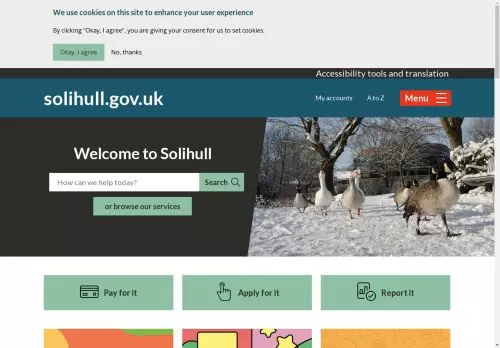 We use cookies on this site to enhance your user experience
By clicking "Okay, I agree", you are giving your consent for us to set cookies.
Okay, I agree
No, thanks
Accessibility tools and translation
solihull.gov.uk
My accounts
A to Z
Menu
Welcome to Solihull
How can we help today?
Search
or browse our services
Pay for it
Apply for it
Report it